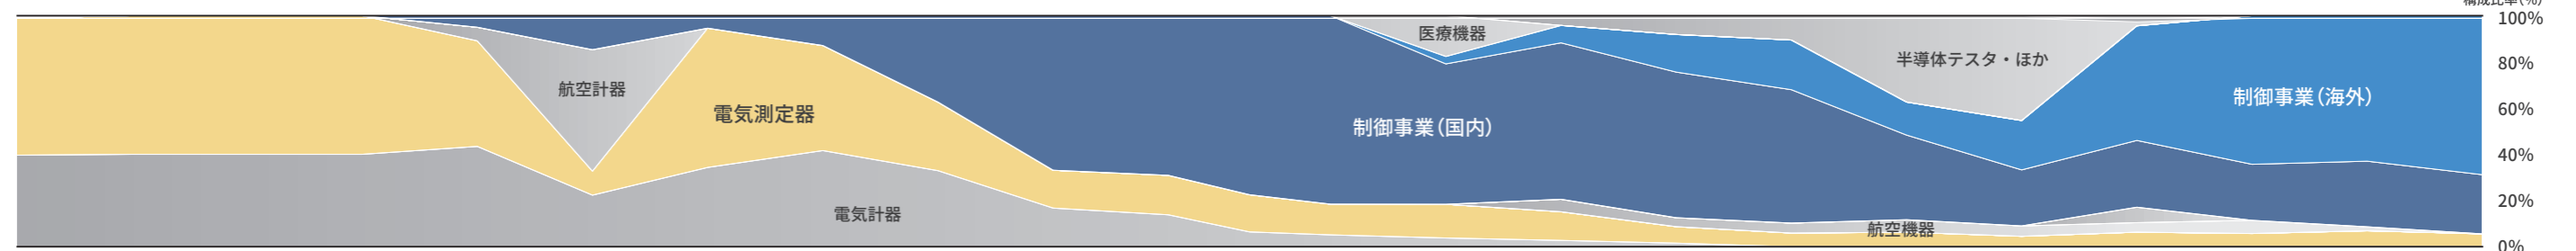 構成比率(%)
100%
医療機器
半導体テスタ・ほか
80%
航空計器
制御事業(海外)
電気測定器
60%
制御事業(国内)
40%
20%
電気計器
航空機器
0%